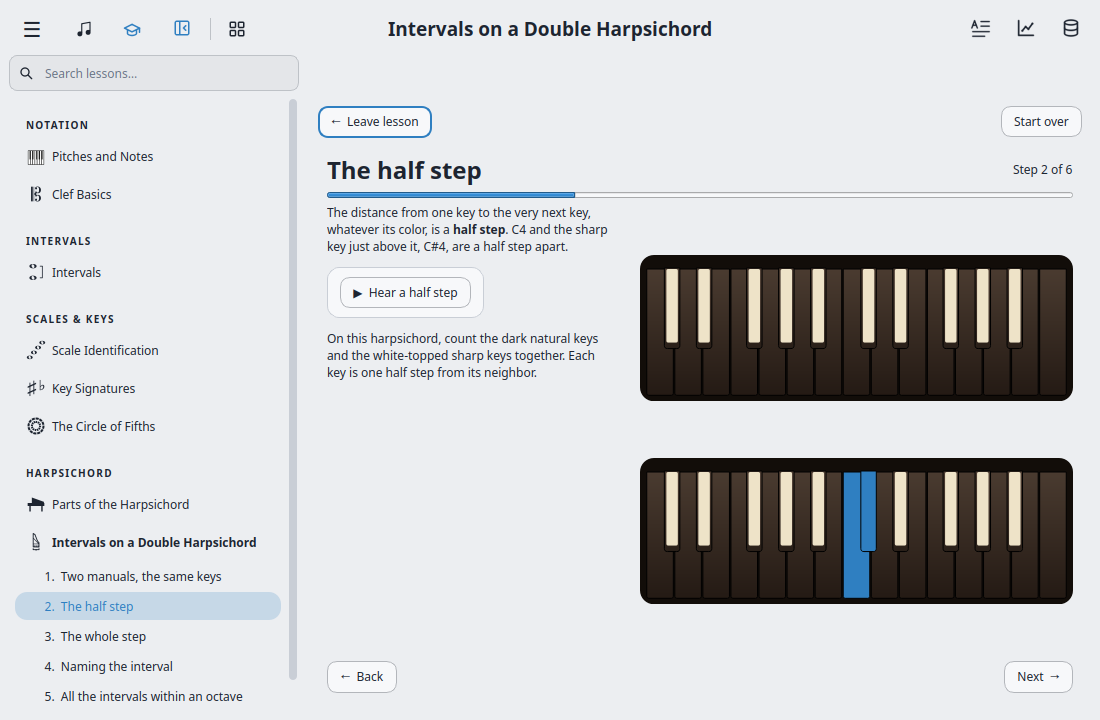 Intervals on a Double Harpsichord
Search lessons...
NOTATION
Pitches and Notes
Clef Basics
INTERVALS
Intervals
SCALES & KEYS
Scale Identification
Key Signatures
The Circle of Fifths
HARPSICHORD
Parts of the Harpsichord
Intervals on a Double Harpsichord
1. Two manuals, the same keys
2. The half step
3. The whole step
4. Naming the interval
5. All the intervals within an octave
← Leave lesson
Start over
The half step
Step 2 of 6
The distance from one key to the very next key,
whatever its color, is a half step. C4 and the sharp
key just above it, C#4, are a half step apart.
▶ Hear a half step
On this harpsichord, count the dark natural keys
and the white-topped sharp keys together. Each
key is one half step from its neighbor.
← Back
Next →